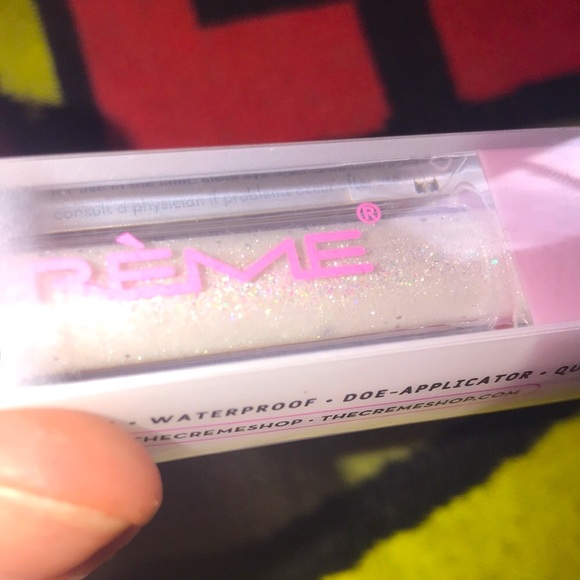 consult a physician if problems
RÈME®
• WATERPROOF • DOE-APPLICATOR • QU
THECREMESHOP • THECREMESHOP.COM